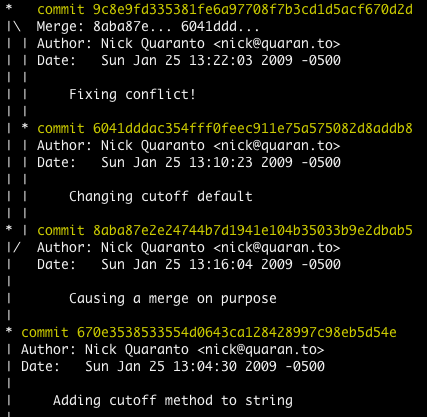 *   commit 9c8e9fd335381fe6a97708f7b3cd1d5acf670d2d
|\  Merge: 8aba87e... 6041ddd...
| | Author: Nick Quaranto <nick@quaran.to>
| | Date:   Sun Jan 25 13:22:03 2009 -0500
| |
| |     Fixing conflict!
| |
| * commit 6041dddac354fff0feec911e75a575082d8addb8
| | Author: Nick Quaranto <nick@quaran.to>
| | Date:   Sun Jan 25 13:10:23 2009 -0500
| |
| |     Changing cutoff default
| |
* | commit 8aba87e2e24744b7d1941e104b35033b9e2dbab5
|/  Author: Nick Quaranto <nick@quaran.to>
|   Date:   Sun Jan 25 13:16:04 2009 -0500
|
|       Causing a merge on purpose
|
* commit 670e3538533554d0643ca128428997c98eb5d54e
| Author: Nick Quaranto <nick@quaran.to>
| Date:   Sun Jan 25 13:04:30 2009 -0500
|
|     Adding cutoff method to string
|